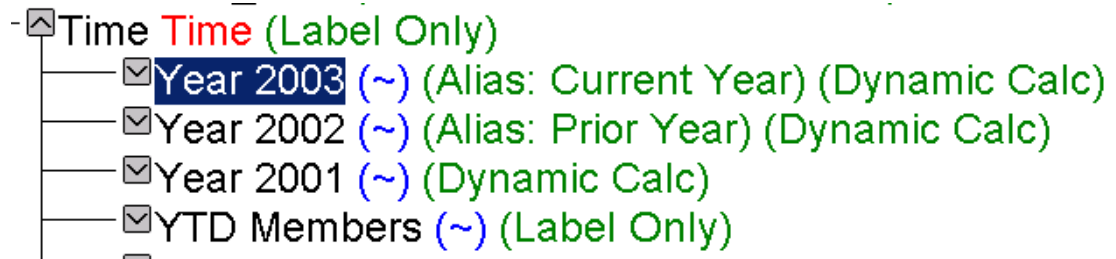 Time Time (Label Only)
Year 2003 (~) (Alias: Current Year) (Dynamic Calc)
Year 2002 (~) (Alias: Prior Year) (Dynamic Calc)
Year 2001 (~) (Dynamic Calc)
YTD Members (~) (Label Only)